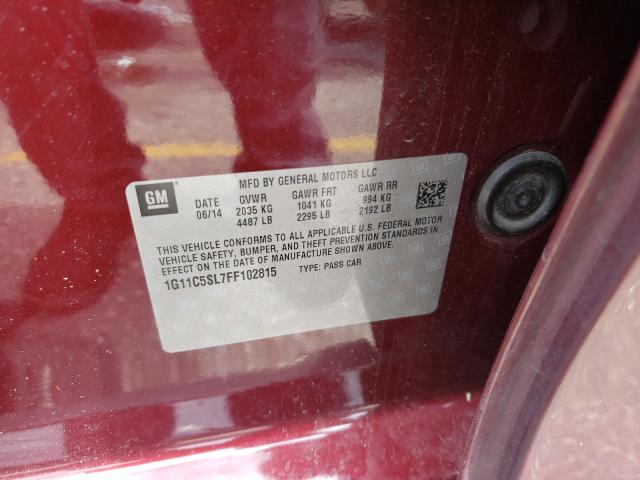 GM
MFD BY GENERAL MOTORS LLC
DATE GVWR GAWR FRT GAWR RR
06/14 2035 KG 1041 KG 994 KG
4487 LB 2295 LB 2192 LB
THIS VEHICLE CONFORMS TO ALL APPLICABLE U.S. FEDERAL MOTOR
VEHICLE SAFETY, BUMPER, AND THEFT PREVENTION STANDARDS IN
EFFECT ON THE DATE OF MANUFACTURE SHOWN ABOVE.
1G11C5SL7FF102815 TYPE: PASS CAR